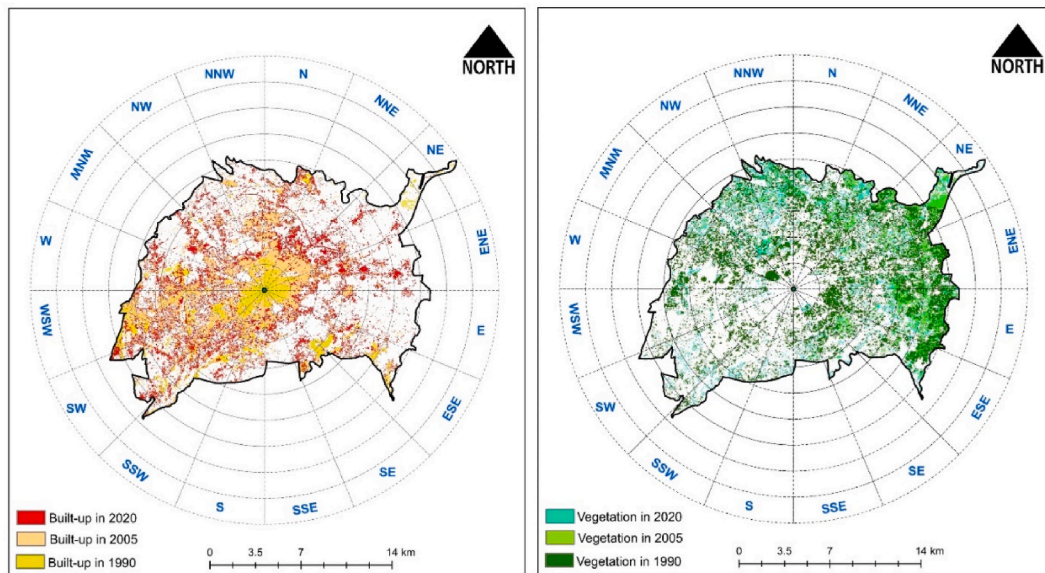 NORTH
NNW N
NW NNE
WNW NE
W ENE
WSW E
SW ESE
SSW SE
S SSE
Built-up in 2020
Built-up in 2005
Built-up in 1990
0 3.5 7 14 km
NORTH
NNW N
NW NNE
WNW NE
W ENE
WSW E
SW ESE
SSW SE
S SSE
Vegetation in 2020
Vegetation in 2005
Vegetation in 1990
0 3.5 7 14 km